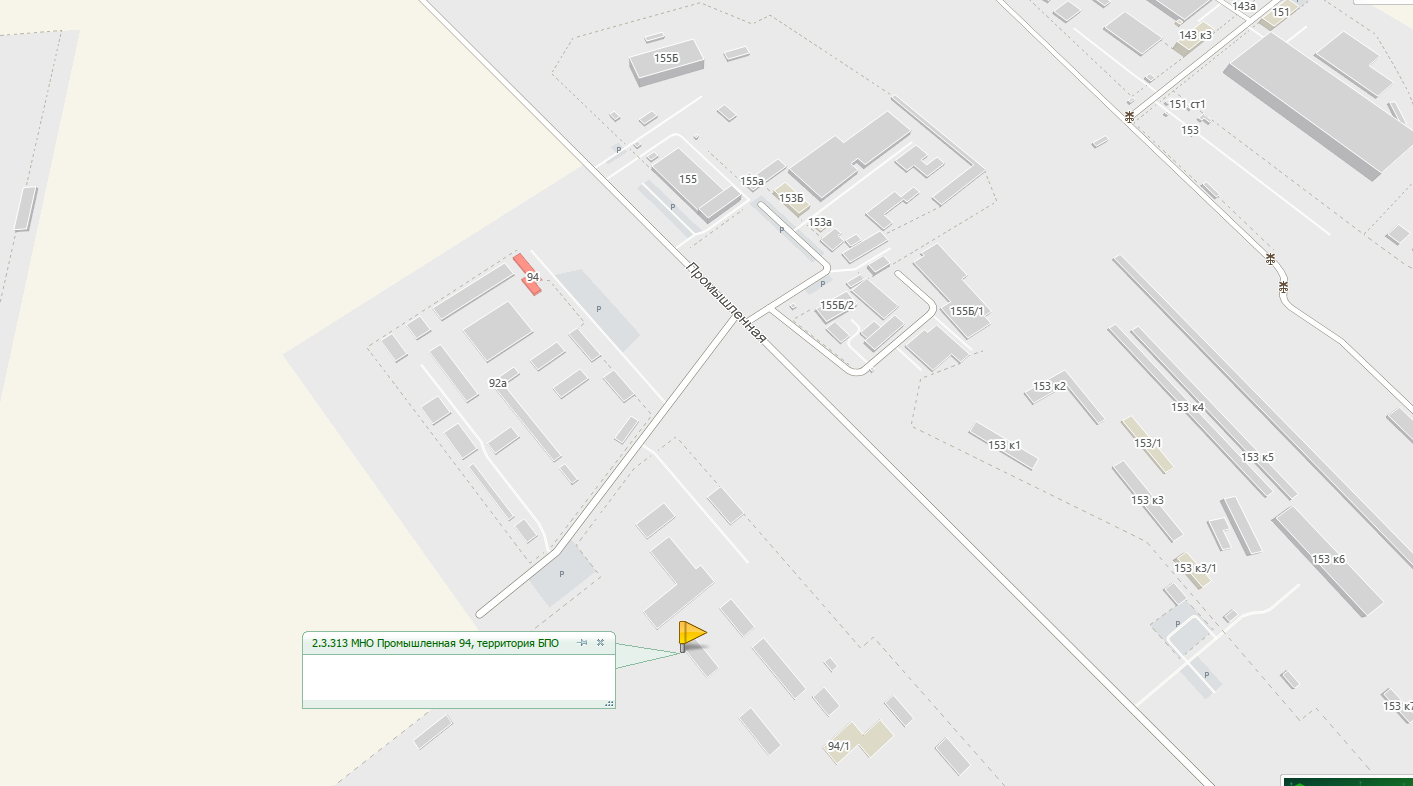 143а
151
143 к3
155Б
151 ст1
153
Р
155
155а
153Б
Р
153а
Р
94
Промышленная
Р
155Б/2
155Б/1
Р
92а
153 к2
153 к4
153 к1
153/1
153 к5
153 к3
153 к6
153 к3/1
Р
Р
2.3.313 МНО Промышленная 94, территория БПО
Р
153 к7
94/1